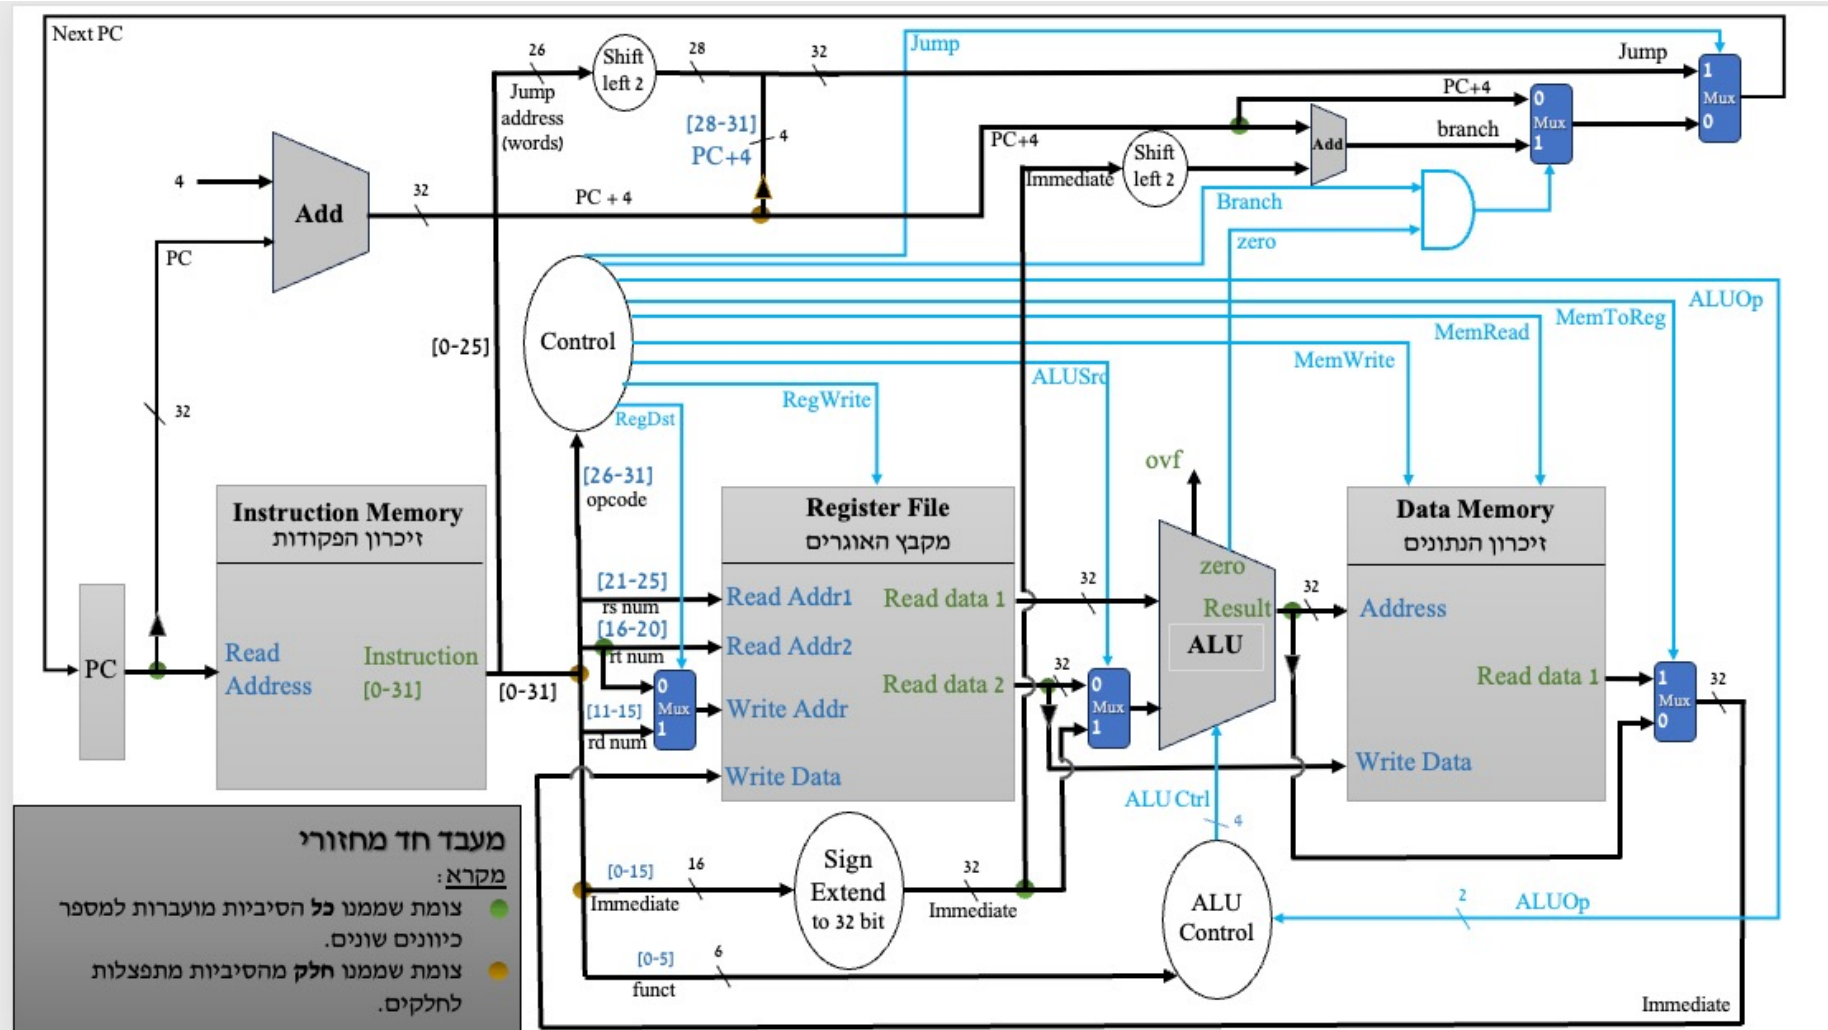 Next PC
26
Shift
left 2
28
32
Jump
Jump
Jump
address
(words)
[28-31]
PC+4
4
PC+4
0
Mux
1
1
Mux
0
PC+4
branch
Add
Shift
left 2
Immediate
4
Add
32
PC + 4
PC
Branch
zero
ALUOp
MemToReg
MemRead
MemWrite
ALUSrc
RegWrite
RegDst
Control
[0-25]
32
[26-31]
opcode
ovf
Instruction Memory
זיכרון הפקודות
Read
Address
Instruction
[0-31]
PC
[0-31]
[21-25]
rs num
[16-20]
rt num
[11-15]
rd num
0
Mux
1
Register File
מקבץ האוגרים
Read Addr1
Read data 1
Read Addr2
Read data 2
Write Addr
Write Data
32
32
0
Mux
1
zero
Result
ALU
32
Data Memory
זיכרון הנתונים
Address
Read data 1
Write Data
1
Mux
0
32
ALU Ctrl
4
[0-15]
Immediate
16
Sign
Extend
to 32 bit
32
Immediate
ALU
Control
2
ALUOp
[0-5]
funct
6
Immediate
מעבד חד מחזורי
מקרא:
צומת שממנו כל הסיביות מועברות למספר
כיוונים שונים.
צומת שממנו חלק מהסיביות מתפצלות
לחלקים.